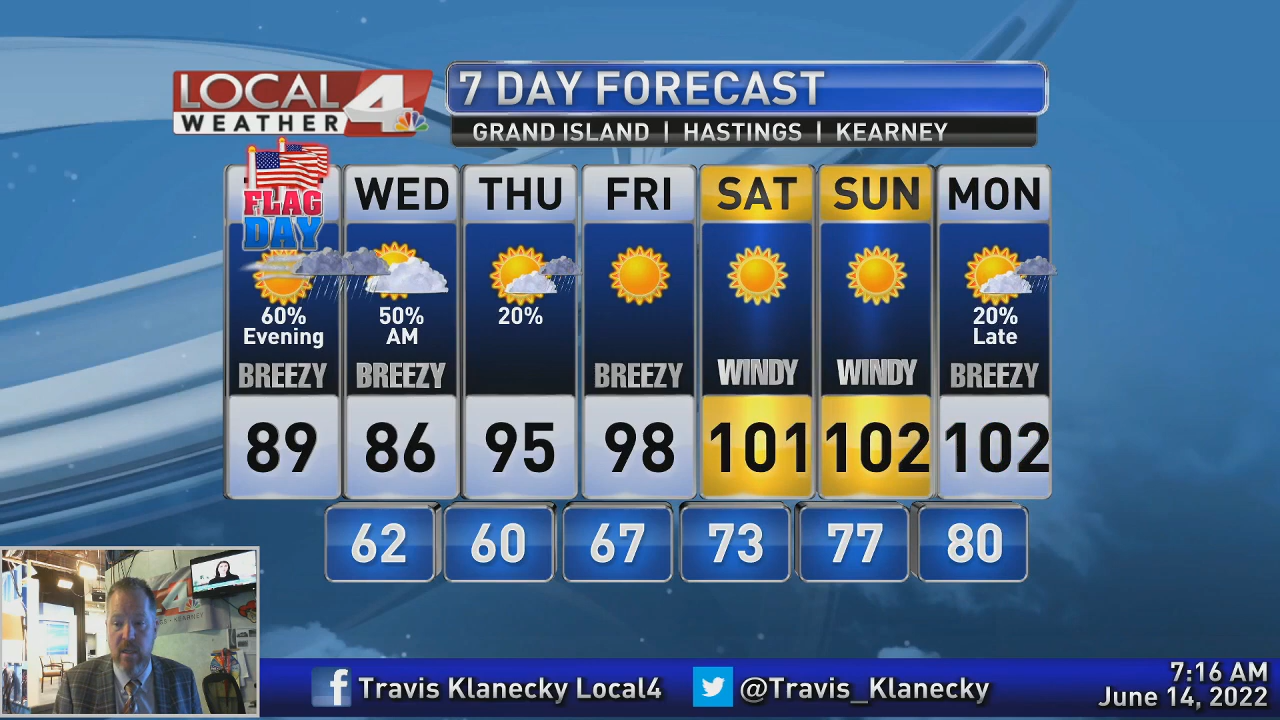 LOCAL 4
WEATHER
7 DAY FORECAST
GRAND ISLAND | HASTINGS | KEARNEY
FLAG DAY
WED
THU
FRI
SAT
SUN
MON
60%
Evening
50%
AM
20%
20%
Late
BREEZY
BREEZY
BREEZY
WINDY
WINDY
BREEZY
89
86
95
98
101
102
102
62
60
67
73
77
80
4
Travis Klanecky Local4
@Travis_Klanecky
7:16 AM
June 14, 2022